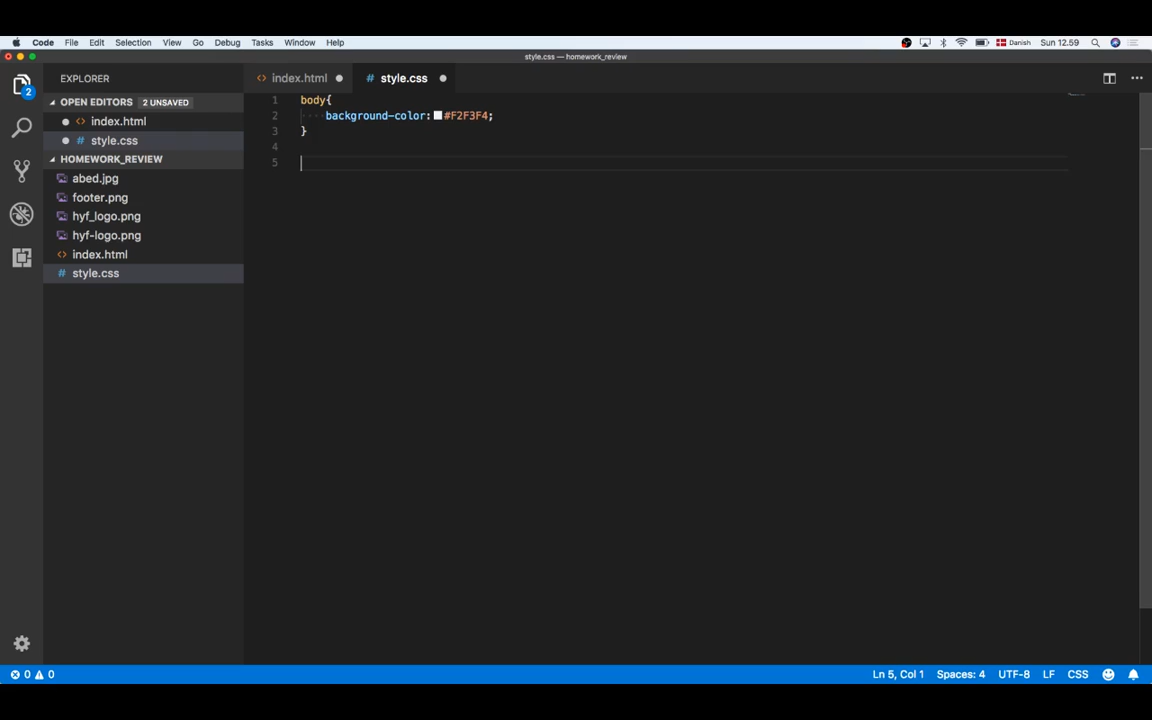 Code File Edit Selection View Go Debug Tasks Window Help Danish Sun 12.59
style.css — homework_review
EXPLORER
index.html
style.css
OPEN EDITORS 2 UNSAVED
index.html
style.css
HOMEWORK_REVIEW
abed.jpg
footer.png
hyf_logo.png
hyf-logo.png
index.html
style.css
2
1 body{
2 background-color: #F2F3F4;
3 }
4
5
0 0 Ln 5, Col 1 Spaces: 4 UTF-8 LF CSS